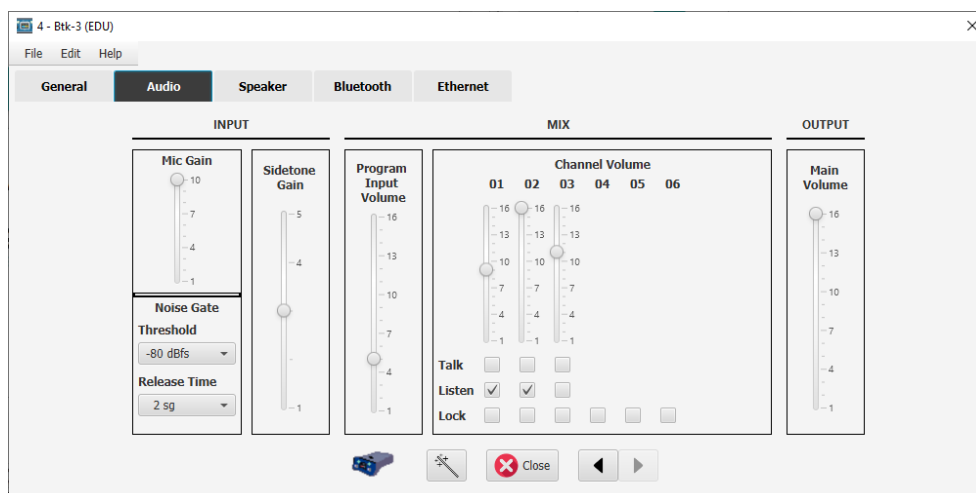 4 - Btk-3 (EDU)
File Edit Help
General Audio Speaker Bluetooth Ethernet
INPUT MIX OUTPUT
Mic Gain
10
7
4
1
Noise Gate
Threshold
-80 dBfs
Release Time
2 sg
Sidetone
Gain
5
4
1
Program
Input
Volume
16
13
10
7
4
1
Channel Volume
01 02 03 04 05 06
16 16 16
13 13 13
10 10 10
7 7 7
4 4 4
1 1 1
Talk
Listen
Lock
Main
Volume
16
13
10
7
4
1
Close